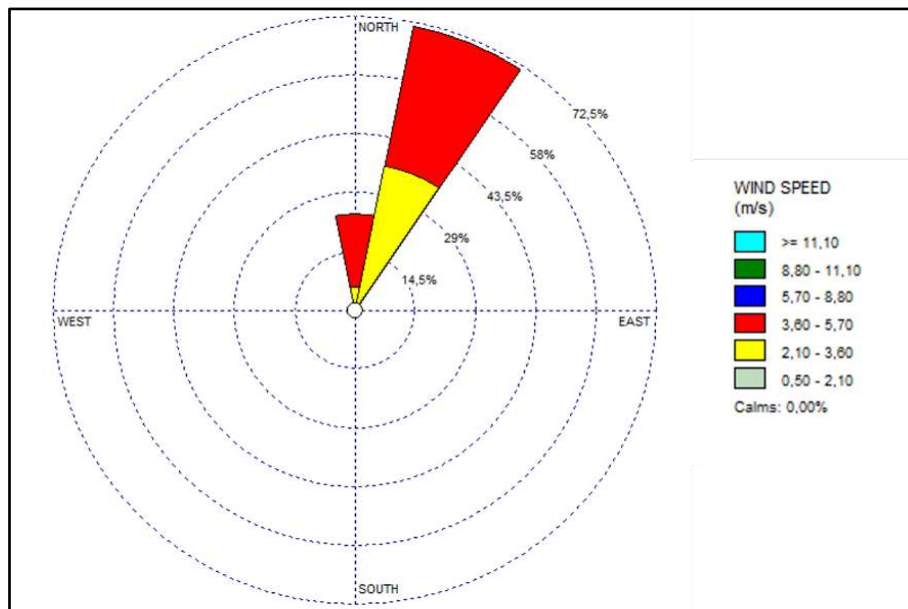 NORTH
72,5%
58%
43,5%
29%
14,5%
WEST
EAST
SOUTH
WIND SPEED
(m/s)
>= 11,10
8,80 - 11,10
5,70 - 8,80
3,60 - 5,70
2,10 - 3,60
0,50 - 2,10
Calms: 0,00%